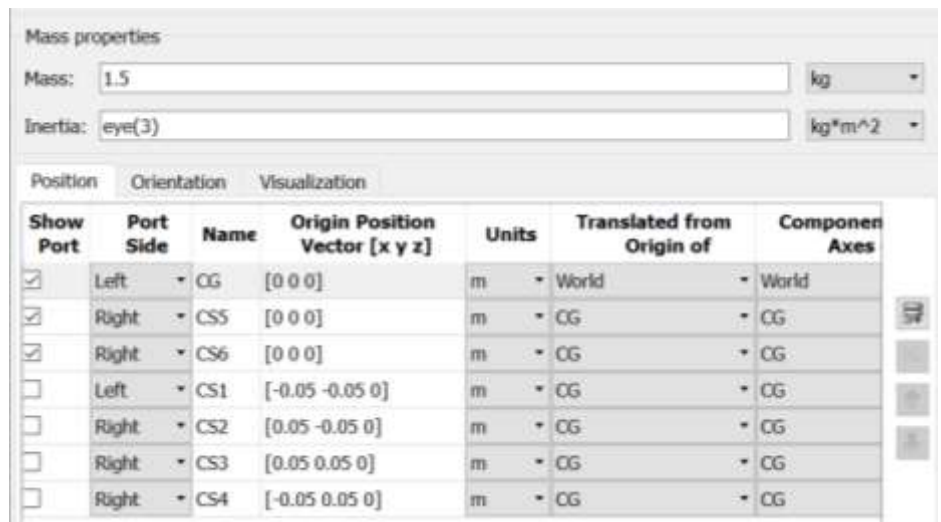 Mass properties
Mass: 1.5 kg
Inertia: eye(3) kg*m^2
Position Orientation Visualization
Show Port Port Side Name Origin Position Vector [x y z] Units Translated from Origin of Componen Axes
Left CG [0 0 0] m World World
Right CS5 [0 0 0] m CG CG
Right CS6 [0 0 0] m CG CG
Left CS1 [-0.05 -0.05 0] m CG CG
Right CS2 [0.05 -0.05 0] m CG CG
Right CS3 [0.05 0.05 0] m CG CG
Right CS4 [-0.05 0.05 0] m CG CG